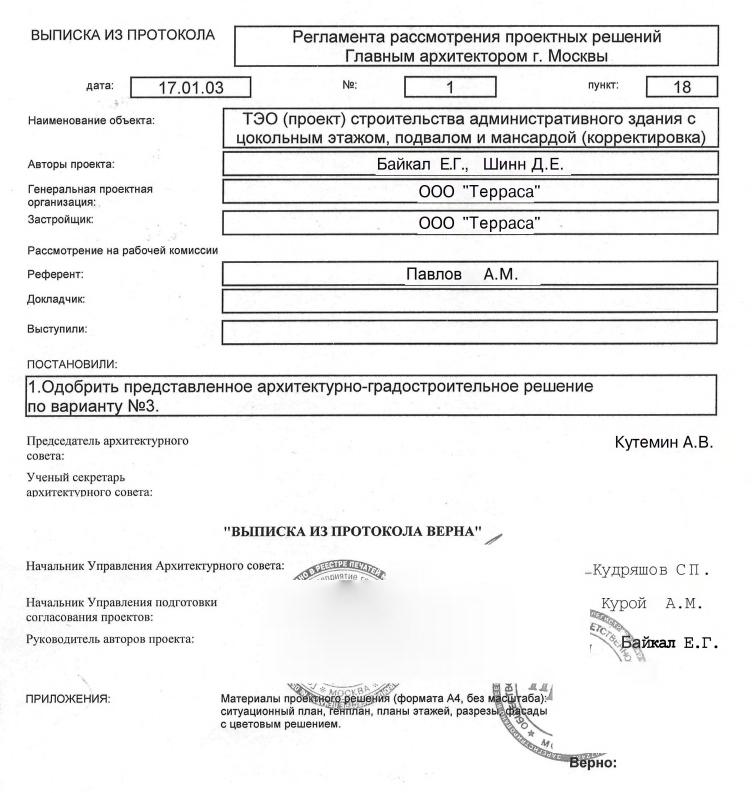 ВЫПИСКА ИЗ ПРОТОКОЛА
Регламента рассмотрения проектных решений
Главным архитектором г. Москвы
дата: 17.01.03 №: 1 пункт: 18
Наименование объекта:
ТЭО (проект) строительства административного здания с
цокольным этажом, подвалом и мансардой (корректировка)
Авторы проекта: Байкал Е.Г., Шинн Д.Е.
Генеральная проектная
организация:
ООО "Терраса"
Застройщик: ООО "Терраса"
Рассмотрение на рабочей комиссии
Референт: Павлов А.М.
Докладчик:
Выступили:
ПОСТАНОВИЛИ:
1.Одобрить представленное архитектурно-градостроительное решение
по варианту №3.
Председатель архитектурного
совета:
Кутемин А.В.
Ученый секретарь
архитектурного совета:
"ВЫПИСКА ИЗ ПРОТОКОЛА ВЕРНА"
Начальник Управления Архитектурного совета: Кудряшов С П.
Начальник Управления подготовки
согласования проектов:
Курой А.М.
Руководитель авторов проекта: Байкал Е.Г.
В РЕЕСТРЕ ПЕЧАТЕЙ
МОСКВА
ПРИЛОЖЕНИЯ:
Материалы проектного решения (формата А4, без масштаба):
ситуационный план, генплан, планы этажей, разрезы, фасады
с цветовым решением.
Верно: